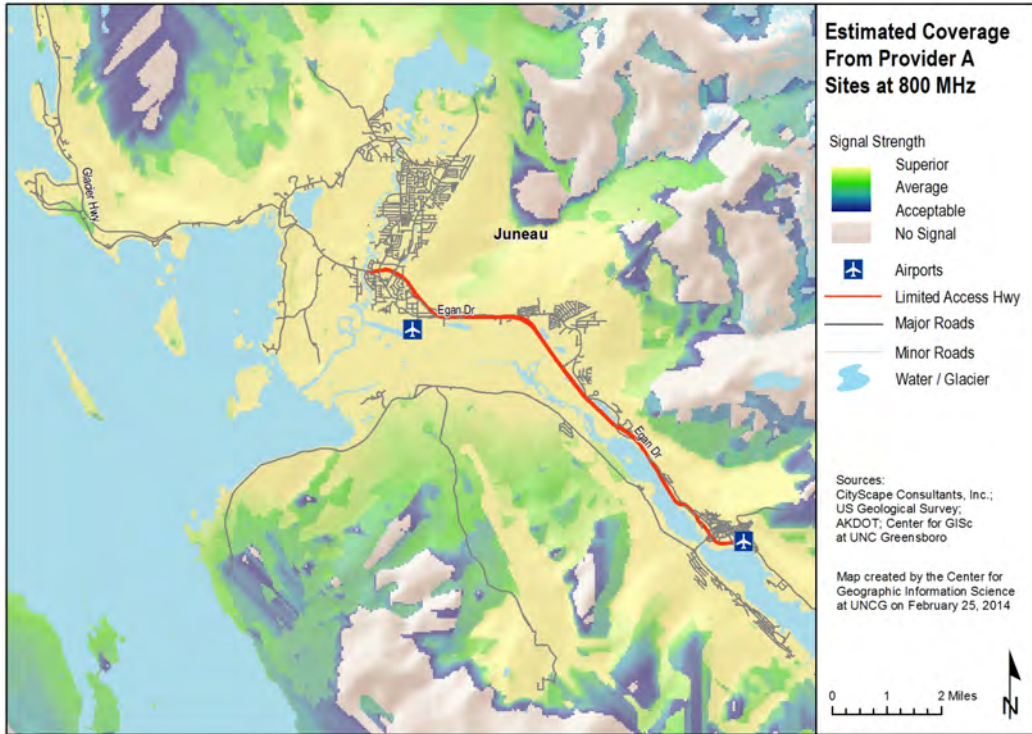 Estimated Coverage
From Provider A
Sites at 800 MHz
Signal Strength
Superior
Average
Acceptable
No Signal
Airports
Limited Access Hwy
Major Roads
Minor Roads
Water / Glacier
Sources:
CityScape Consultants, Inc.;
US Geological Survey;
AKDOT; Center for GISc
at UNC Greensboro
Map created by the Center for
Geographic Information Science
at UNCG on February 25, 2014
0 1 2 Miles
N
Glacier Hwy
Juneau
Egan Dr
Egan Dr